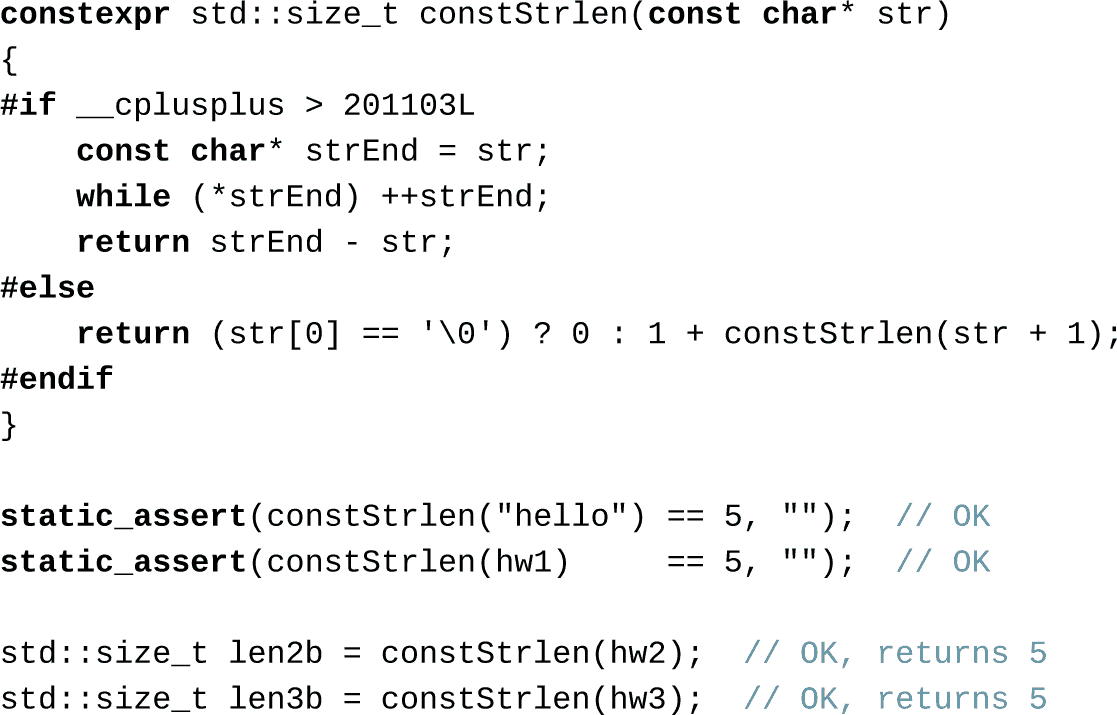 constexpr std::size_t constStrlen(const char* str)
{
#if __cplusplus > 201103L
    const char* strEnd = str;
    while (*strEnd) ++strEnd;
    return strEnd - str;
#else
    return (str[0] == '\0') ? 0 : 1 + constStrlen(str + 1);
#endif
}

static_assert(constStrlen("hello") == 5, "");  // OK
static_assert(constStrlen(hw1)     == 5, "");  // OK

std::size_t len2b = constStrlen(hw2);  // OK, returns 5
std::size_t len3b = constStrlen(hw3);  // OK, returns 5